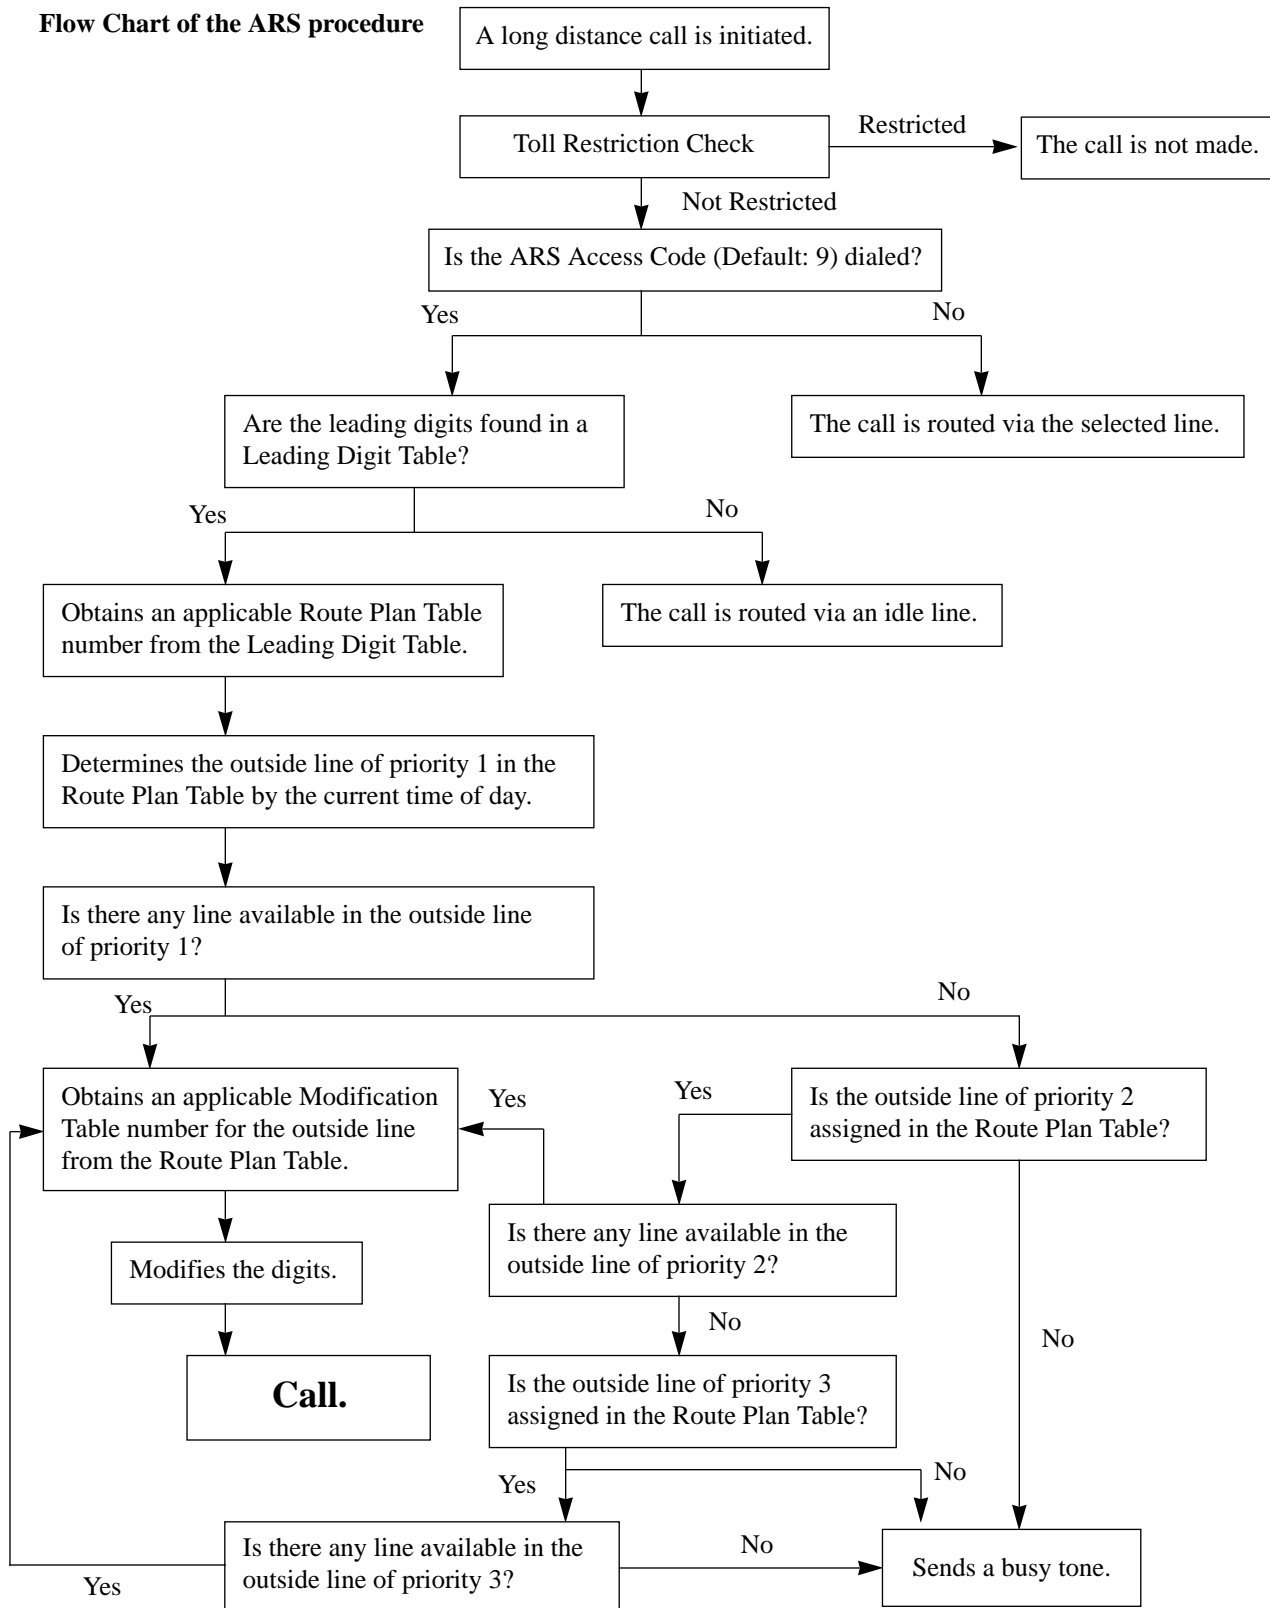 Flow Chart of the ARS procedure
A long distance call is initiated.
Toll Restriction Check
Restricted
The call is not made.
Not Restricted
Is the ARS Access Code (Default: 9) dialed?
Yes
No
Are the leading digits found in a
Leading Digit Table?
The call is routed via the selected line.
Yes
No
Obtains an applicable Route Plan Table
number from the Leading Digit Table.
The call is routed via an idle line.
Determines the outside line of priority 1 in the
Route Plan Table by the current time of day.
Is there any line available in the outside line
of priority 1?
Yes
No
Obtains an applicable Modification
Table number for the outside line
from the Route Plan Table.
Yes
Yes
Is the outside line of priority 2
assigned in the Route Plan Table?
Is there any line available in the
outside line of priority 2?
Modifies the digits.
No
No
Call.
Is the outside line of priority 3
assigned in the Route Plan Table?
Yes
No
Is there any line available in the
outside line of priority 3?
No
Sends a busy tone.
Yes